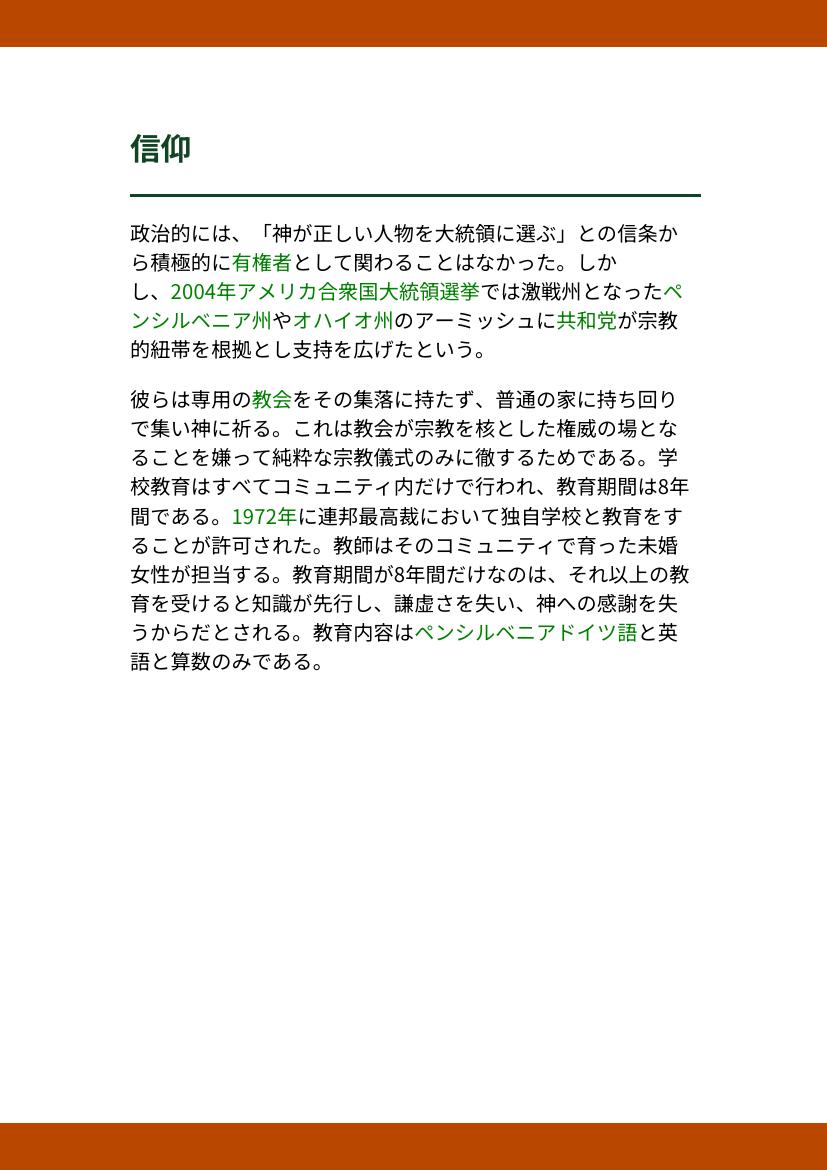 信仰
政治的には、「神が正しい人物を大統領に選ぶ」との信条か
ら積極的に有権者として関わることはなかった。しか
し、2004年アメリカ合衆国大統領選挙では激戦州となったペ
ンシルベニア州やオハイオ州のアーミッシュに共和党が宗教
的紐帯を根拠とし支持を広げたという。
彼らは専用の教会をその集落に持たず、普通の家に持ち回り
で集い神に祈る。これは教会が宗教を核とした権威の場とな
ることを嫌って純粋な宗教儀式のみに徹するためである。学
校教育はすべてコミュニティ内だけで行われ、教育期間は8年
間である。1972年に連邦最高裁において独自学校と教育をす
ることが許可された。教師はそのコミュニティで育った未婚
女性が担当する。教育期間が8年間だけなのは、それ以上の教
育を受けると知識が先行し、謙虚さを失い、神への感謝を失
うからだとされる。教育内容はペンシルベニアドイツ語と英
語と算数のみである。